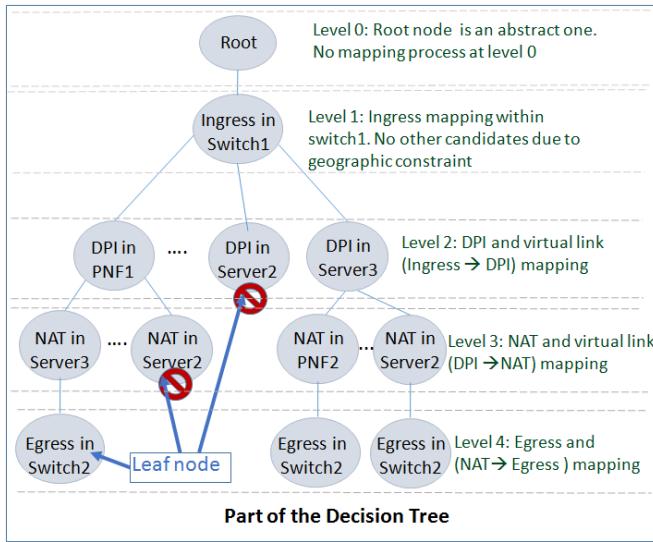 Root
Level 0: Root node is an abstract one.
No mapping process at level 0
Ingress in
Switch1
Level 1: Ingress mapping within
switch1. No other candidates due to
geographic constraint
DPI in
PNF1
....
DPI in
Server2
DPI in
Server3
Level 2: DPI and virtual link
(Ingress → DPI) mapping
NAT in
Server3
....
NAT in
Server2
NAT in
PNF2
...
NAT in
Server2
Level 3: NAT and virtual link
(DPI →NAT) mapping
Egress in
Switch2
Leaf node
Egress in
Switch2
Egress in
Switch2
Level 4: Egress and
(NAT→ Egress ) mapping
Part of the Decision Tree